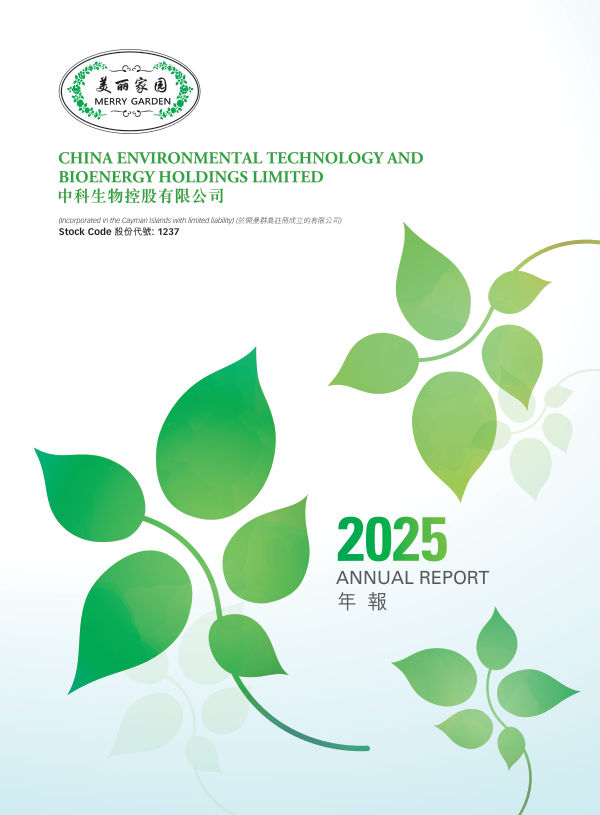 美丽家园
MERRY GARDEN
CHINA ENVIRONMENTAL TECHNOLOGY AND
BIOENERGY HOLDINGS LIMITED
中科生物控股有限公司
(Incorporated in the Cayman Islands with limited liability) (於開曼群島註冊成立的有限公司)
Stock Code 股份代號: 1237
2025
ANNUAL REPORT
年 報